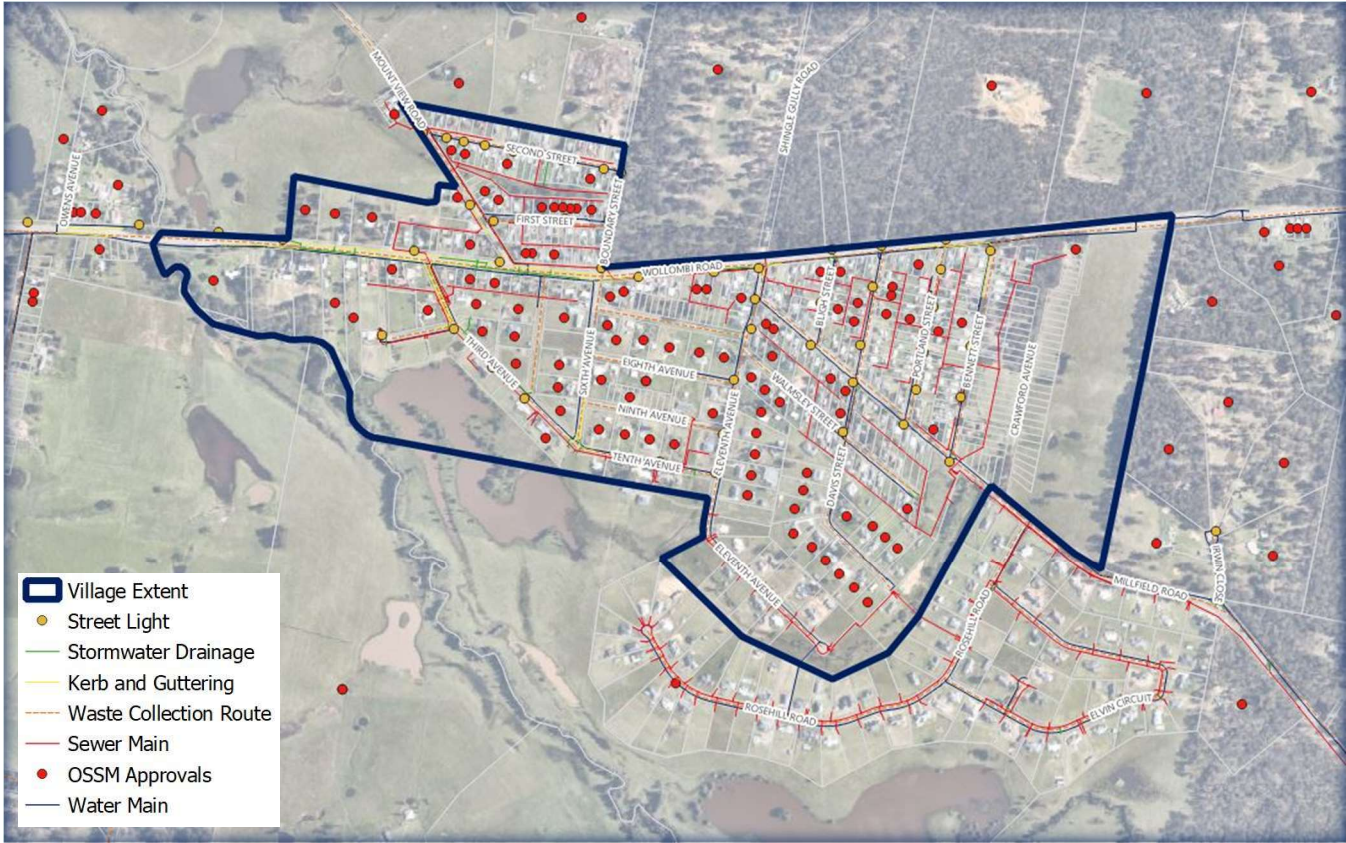 MOUNT VIEW ROAD
SHINGLE GULLY ROAD
SECOND STREET
OWENS AVENUE
FIRST STREET
BOUNDARY STREET
WOLLOMBI ROAD
BLIGH STREET
PORTLAND STREET
BENNETT STREET
CRAWFORD AVENUE
THIRD AVENUE
SIXTH AVENUE
EIGHTH AVENUE
WALMSLEY STREET
NINTH AVENUE
ELEVENTH AVENUE
TENTH AVENUE
DAVIS STREET
ELEVENTH AVENUE
MILLFIELD ROAD
IRWIN CLOSE
ROSEHILL ROAD
ROSEHILL ROAD
ELVIN CIRCUIT
Village Extent
Street Light
Stormwater Drainage
Kerb and Guttering
Waste Collection Route
Sewer Main
OSSM Approvals
Water Main